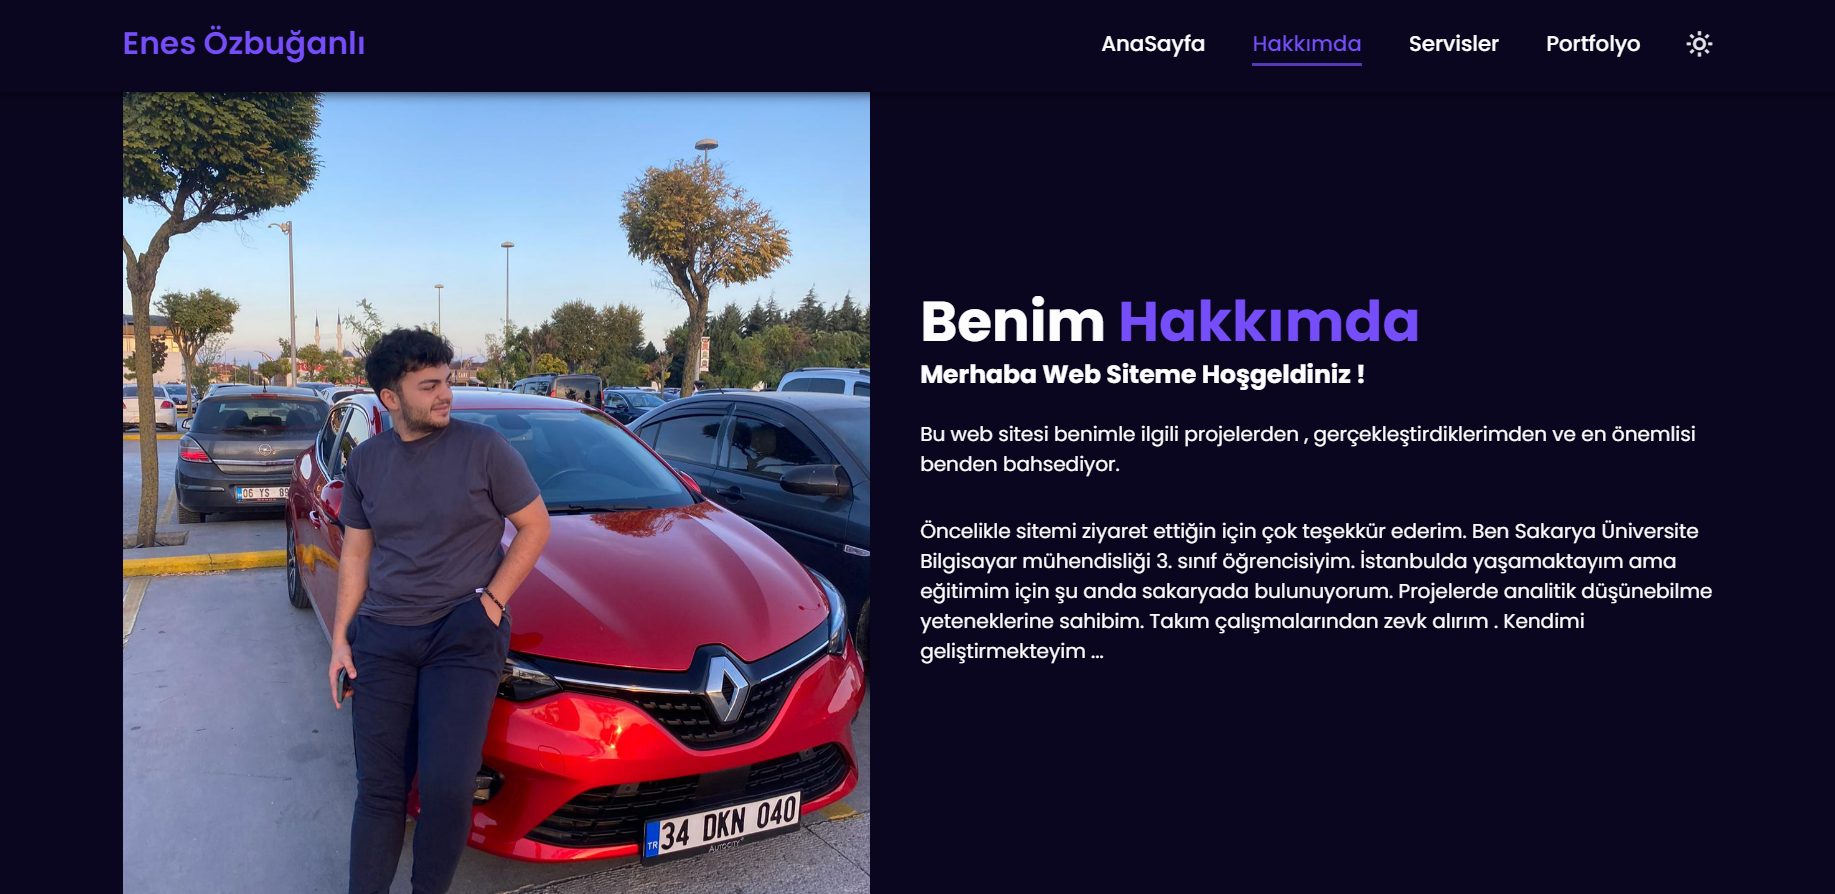 Enes Özbuğanlı
AnaSayfa
Hakkımda
Servisler
Portfolyo
Benim Hakkımda
Merhaba Web Siteme Hoşgeldiniz !
Bu web sitesi benimle ilgili projelerden , gerçekleştirdiklerimden ve en önemlisi
benden bahsediyor.
Öncelikle sitemi ziyaret ettiğin için çok teşekkür ederim. Ben Sakarya Üniversite
Bilgisayar mühendisliği 3. sınıf öğrencisiyim. İstanbulda yaşamaktayım ama
eğitimim için şu anda sakaryada bulunuyorum. Projelerde analitik düşünebilme
yeteneklerine sahibim. Takım çalışmalarından zevk alırım . Kendimi
geliştirmekteyim ...
06 YS
TR 34 DKN 040
AUTOCITY